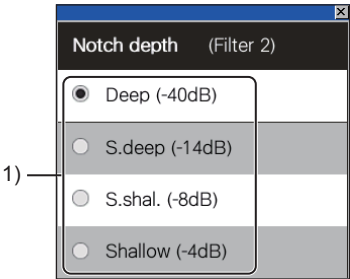 Notch depth (Filter 2)
Deep (-40dB)
S.deep (-14dB)
1)
S.shal. (-8dB)
Shallow (-4dB)